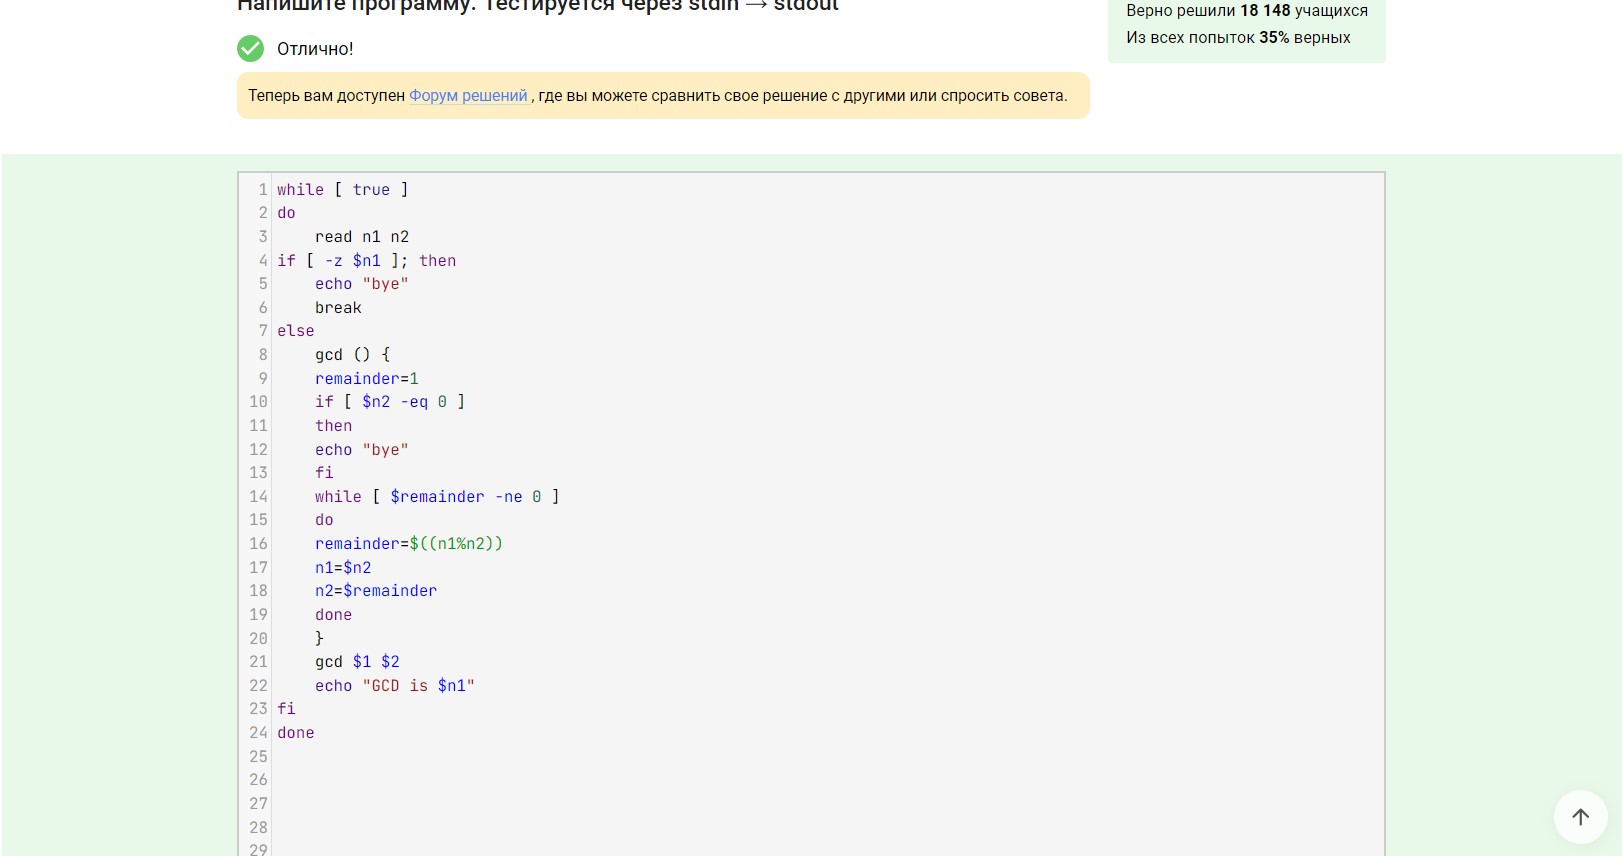 Напишите программу. Тестируется через stdin → stdout
Верно решили 18 148 учащихся
Из всех попыток 35% верных
Отлично!
Теперь вам доступен Форум решений , где вы можете сравнить свое решение с другими или спросить совета.
1 while [ true ]
2 do
3     read n1 n2
4 if [ -z $n1 ]; then
5     echo "bye"
6     break
7 else
8     gcd () {
9     remainder=1
10     if [ $n2 -eq 0 ]
11     then
12     echo "bye"
13     fi
14     while [ $remainder -ne 0 ]
15     do
16     remainder=$((n1%n2))
17     n1=$n2
18     n2=$remainder
19     done
20     }
21     gcd $1 $2
22     echo "GCD is $n1"
23 fi
24 done
25
26
27
28
29